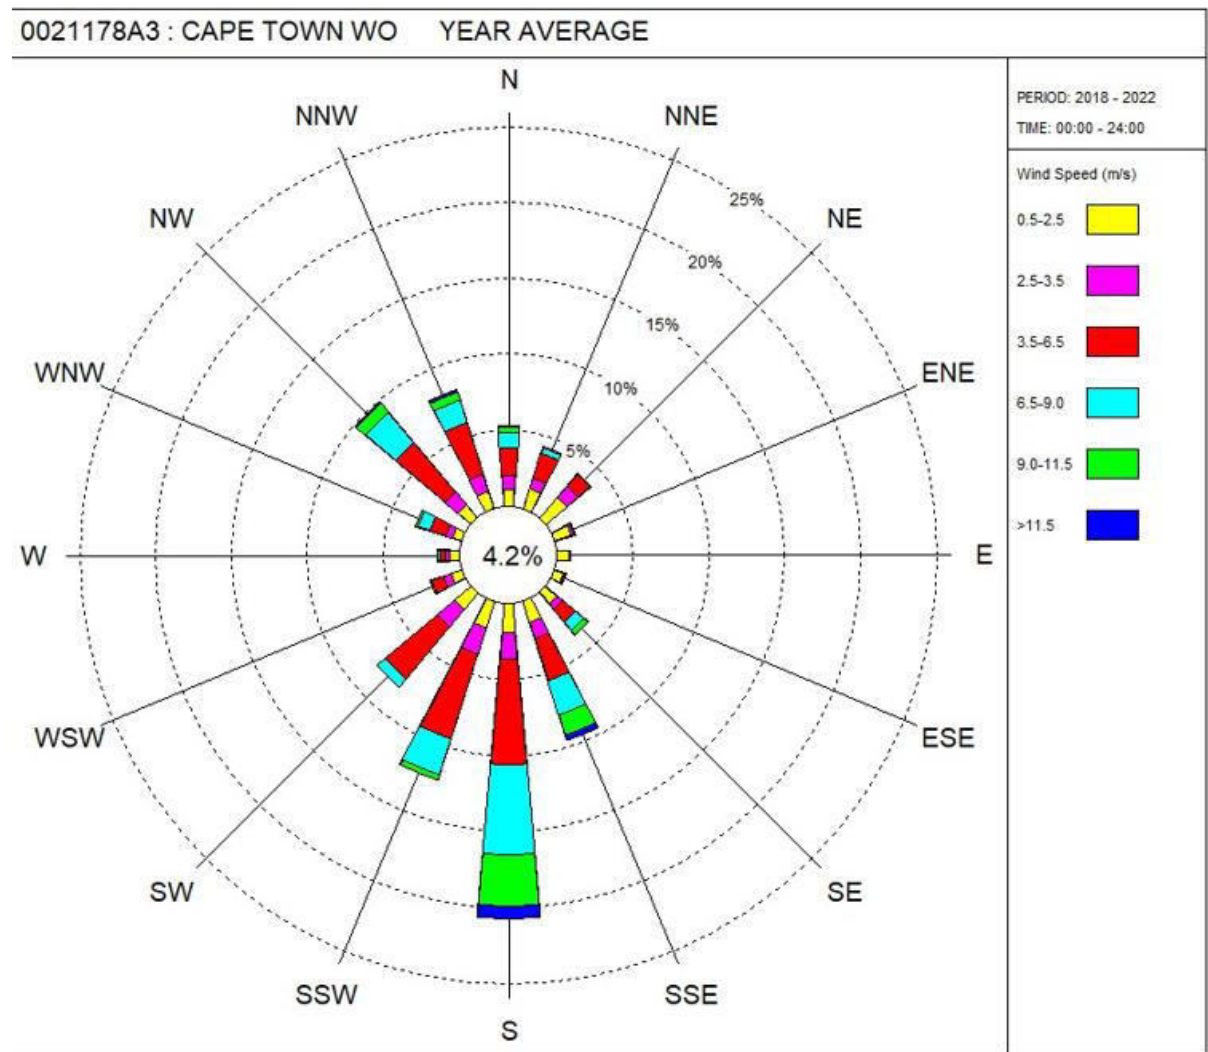 0021178A3 : CAPE TOWN WO YEAR AVERAGE
PERIOD: 2018 - 2022
TIME: 00:00 - 24:00
Wind Speed (m/s)
0.5-2.5
2.5-3.5
3.5-6.5
6.5-9.0
9.0-11.5
>11.5
N
NNE
NE
ENE
E
ESE
SE
SSE
S
SSW
SW
WSW
W
WNW
NW
NNW
25%
20%
15%
10%
5%
4.2%